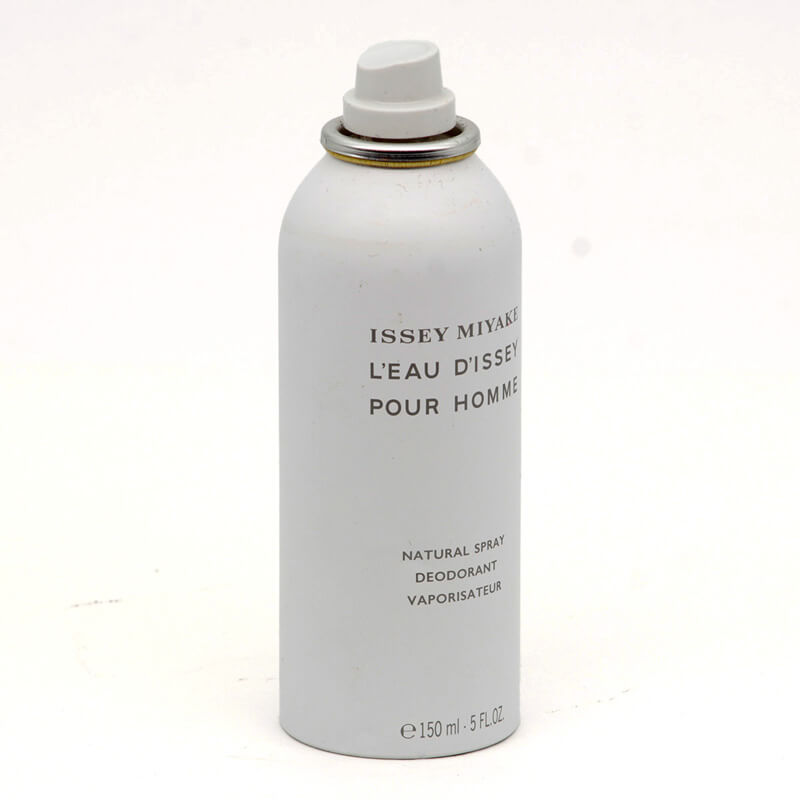 ISSEY MIYAKE
L'EAU D'ISSEY
POUR HOMME
NATURAL SPRAY
DEODORANT
VAPORISATEUR
℮ 150 ml · 5 FL.OZ.